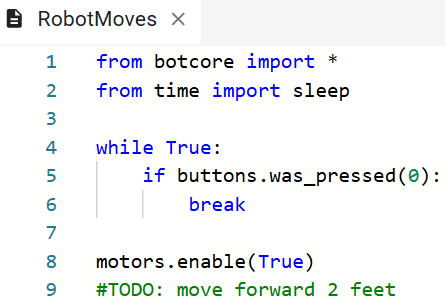 RobotMoves ×
1 from botcore import *
2 from time import sleep
3
4 while True:
5     if buttons.was_pressed(0):
6         break
7
8 motors.enable(True)
9 #TODO: move forward 2 feet